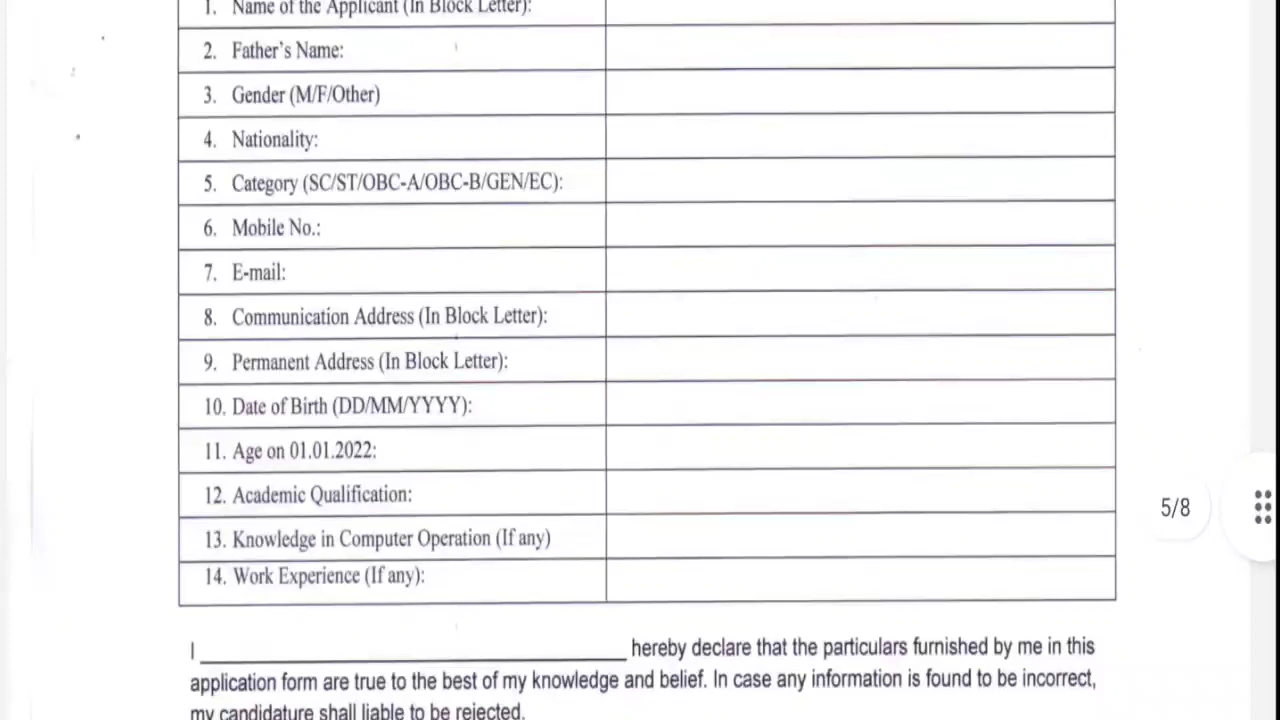 1. Name of the Applicant (In Block Letter):
2. Father's Name:
3. Gender (M/F/Other)
4. Nationality:
5. Category (SC/ST/OBC-A/OBC-B/GEN/EC):
6. Mobile No.:
7. E-mail:
8. Communication Address (In Block Letter):
9. Permanent Address (In Block Letter):
10. Date of Birth (DD/MM/YYYY):
11. Age on 01.01.2022:
12. Academic Qualification:
5/8
13. Knowledge in Computer Operation (If any)
14. Work Experience (If any):
I ________________ hereby declare that the particulars furnished by me in this
application form are true to the best of my knowledge and belief. In case any information is found to be incorrect,
my candidature shall liable to be rejected.